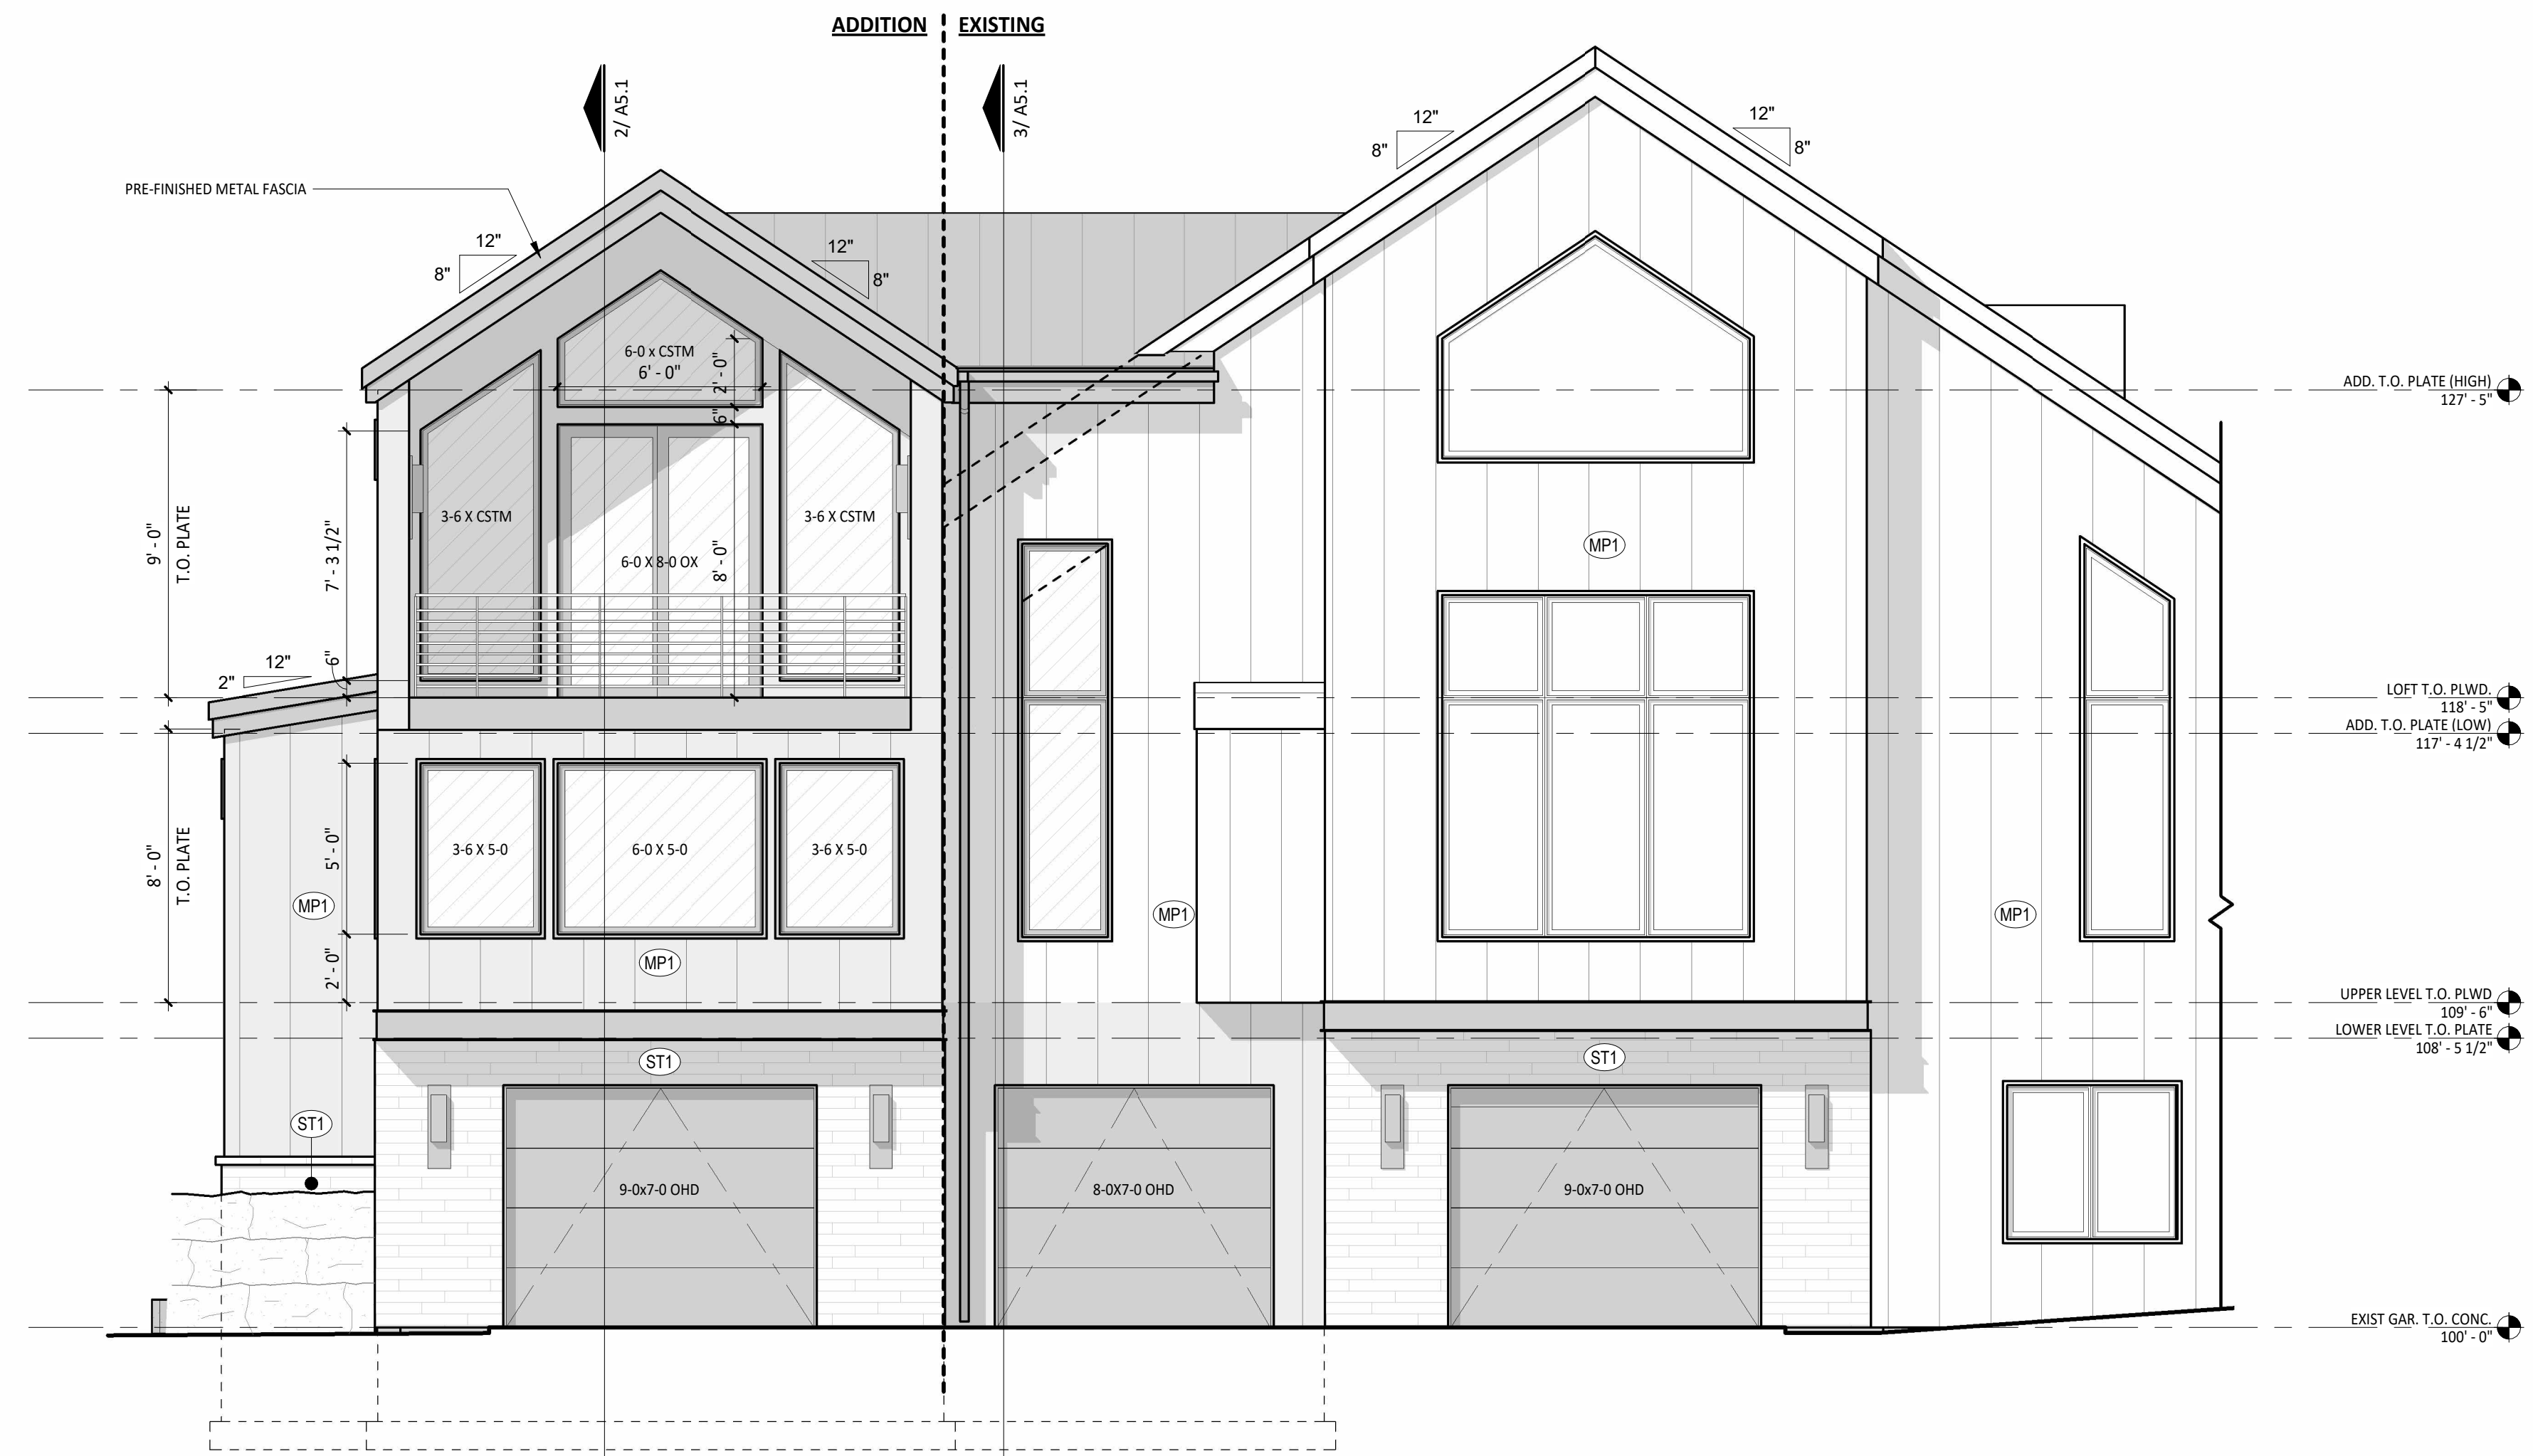 ADDITION
EXISTING
2/ A5.1
3/ A5.1
12"
8"
12"
8"
PRE-FINISHED METAL FASCIA
12"
8"
12"
8"
6-0 x CSTM
6' - 0"
2' - 0"
6"
ADD. T.O. PLATE (HIGH)
127' - 5"
9' - 0"
T.O. PLATE
7' - 3 1/2"
3-6 X CSTM
3-6 X CSTM
6-0 X 8-0 OX
8' - 0"
MP1
6"
12"
2"
LOFT T.O. PLWD.
118' - 5"
ADD. T.O. PLATE (LOW)
117' - 4 1/2"
8' - 0"
T.O. PLATE
5' - 0"
3-6 X 5-0
6-0 X 5-0
3-6 X 5-0
MP1
MP1
MP1
2' - 0"
MP1
UPPER LEVEL T.O. PLWD
109' - 6"
LOWER LEVEL T.O. PLATE
108' - 5 1/2"
ST1
ST1
ST1
9-0x7-0 OHD
8-0X7-0 OHD
9-0x7-0 OHD
EXIST GAR. T.O. CONC.
100' - 0"